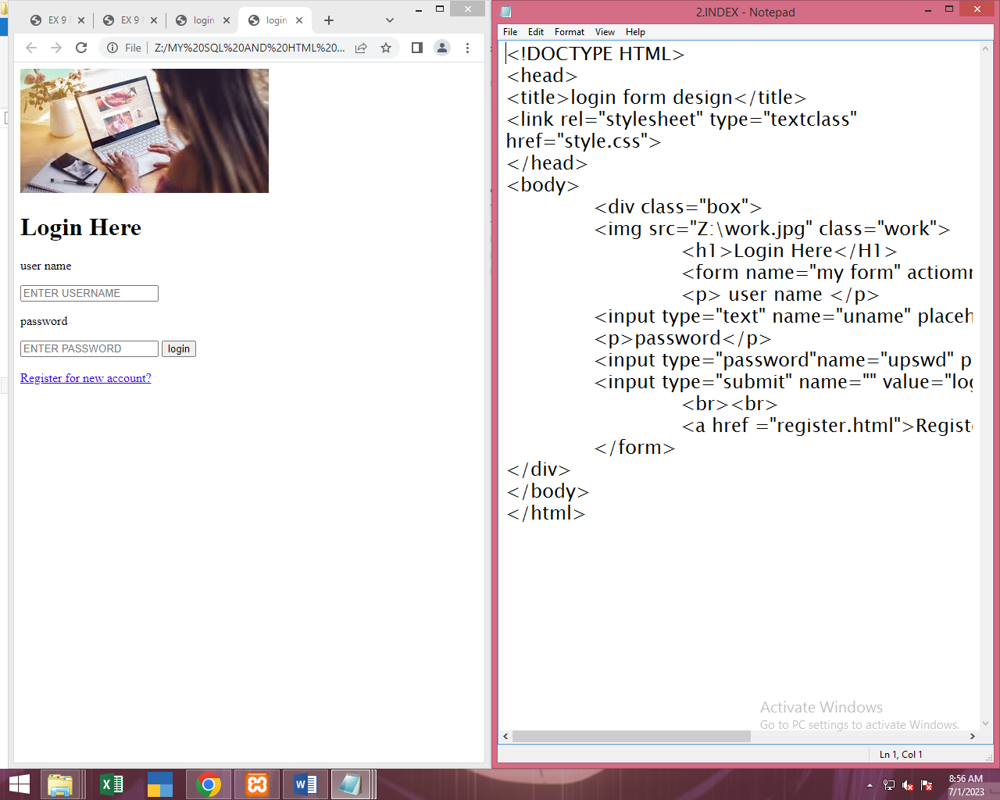 EX 9
EX 9
login
login
File
Z:/MY%20SQL%20AND%20HTML%20...
Login Here
user name
ENTER USERNAME
password
ENTER PASSWORD
login
Register for new account?
2.INDEX - Notepad
File Edit Format View Help
<!DOCTYPE HTML>
<head>
<title>login form design</title>
<link rel="stylesheet" type="textclass"
href="style.css">
</head>
<body>
<div class="box">
<img src="Z:\work.jpg" class="work">
<h1>Login Here</H1>
<form name="my form" actiomr
<p> user name </p>
<input type="text" name="uname" placeh
<p>password</p>
<input type="password"name="upswd" p
<input type="submit" name="" value="log
<br><br>
<a href ="register.html">Registe
</form>
</div>
</body>
</html>
Activate Windows
Go to PC settings to activate Windows.
Ln 1, Col 1
8:56 AM
7/1/2023